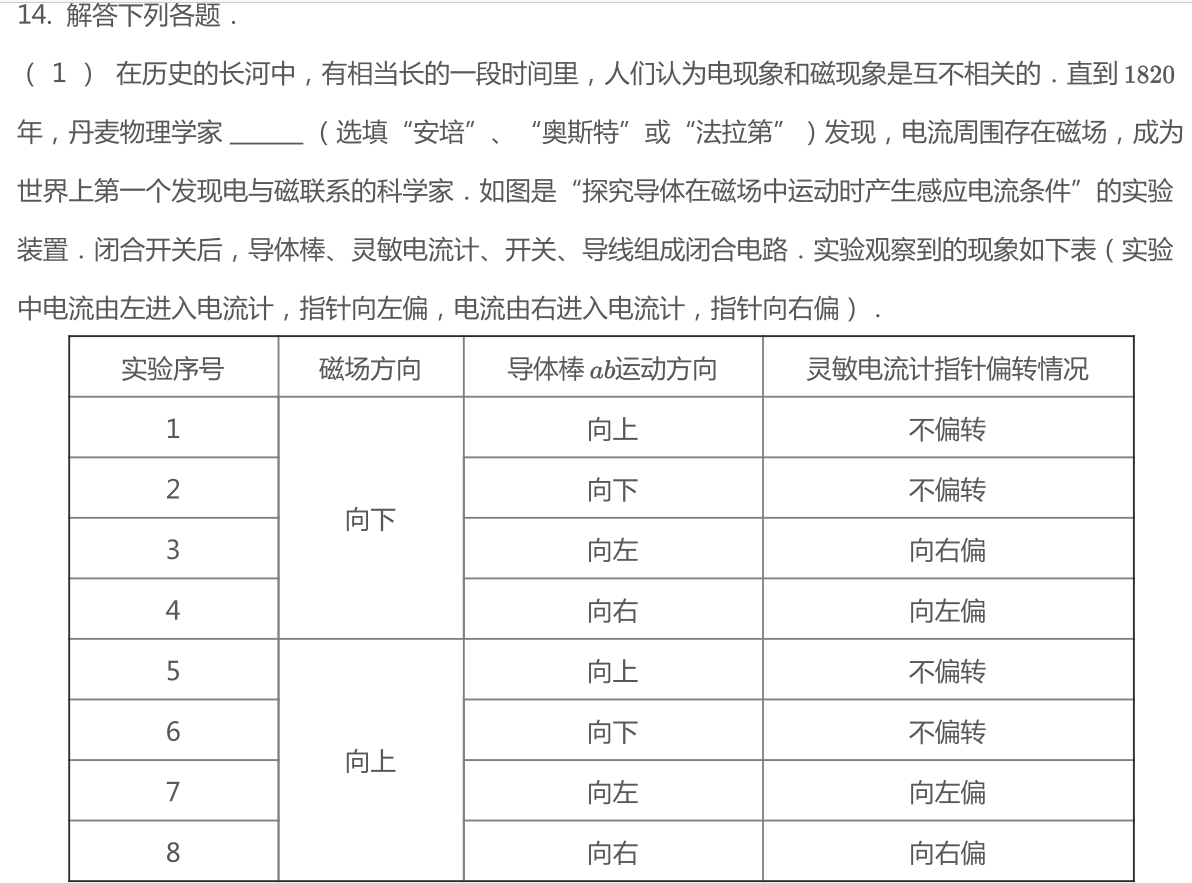 14. 解答下列各题．
（ 1 ） 在历史的长河中，有相当长的一段时间里，人们认为电现象和磁现象是互不相关的．直到 1820
年，丹麦物理学家 ______ （选填“安培”、 “奥斯特”或“法拉第”）发现，电流周围存在磁场，成为
世界上第一个发现电与磁联系的科学家．如图是“探究导体在磁场中运动时产生感应电流条件”的实验
装置．闭合开关后，导体棒、灵敏电流计、开关、导线组成闭合电路．实验观察到的现象如下表（实验
中电流由左进入电流计，指针向左偏，电流由右进入电流计，指针向右偏）．
实验序号 磁场方向 导体棒 ab运动方向 灵敏电流计指针偏转情况
1 向上 不偏转
2 向下 不偏转
向下
3 向左 向右偏
4 向右 向左偏
5 向上 不偏转
6 向下 不偏转
向上
7 向左 向左偏
8 向右 向右偏